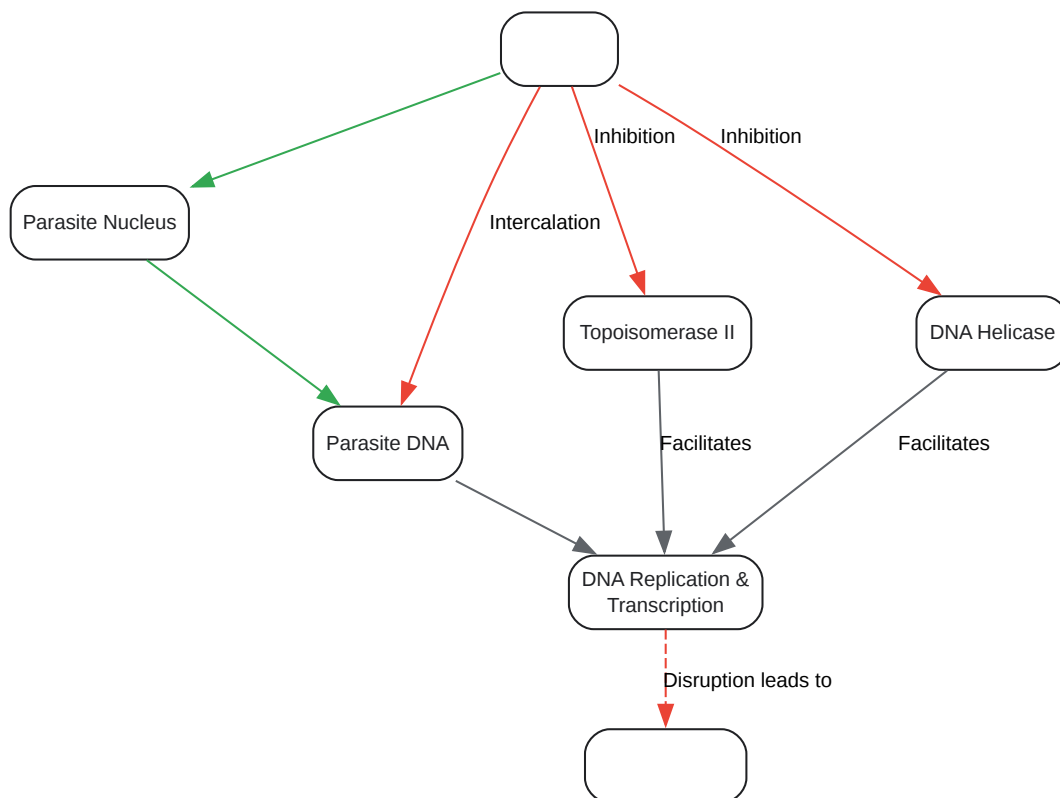 Inhibition
Inhibition
Parasite Nucleus
Intercalation
Topoisomerase II
DNA Helicase
Parasite DNA
Facilitates
Facilitates
DNA Replication &
Transcription
Disruption leads to